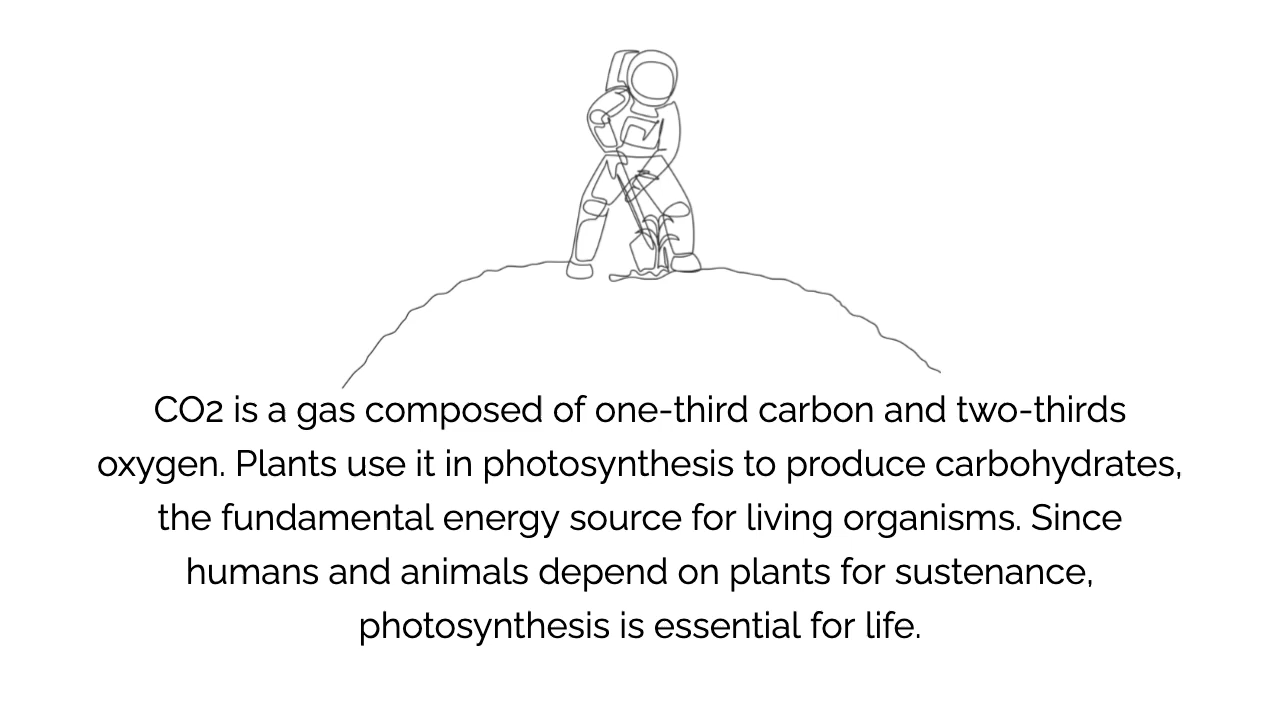 CO2 is a gas composed of one-third carbon and two-thirds
oxygen. Plants use it in photosynthesis to produce carbohydrates,
the fundamental energy source for living organisms. Since
humans and animals depend on plants for sustenance,
photosynthesis is essential for life.